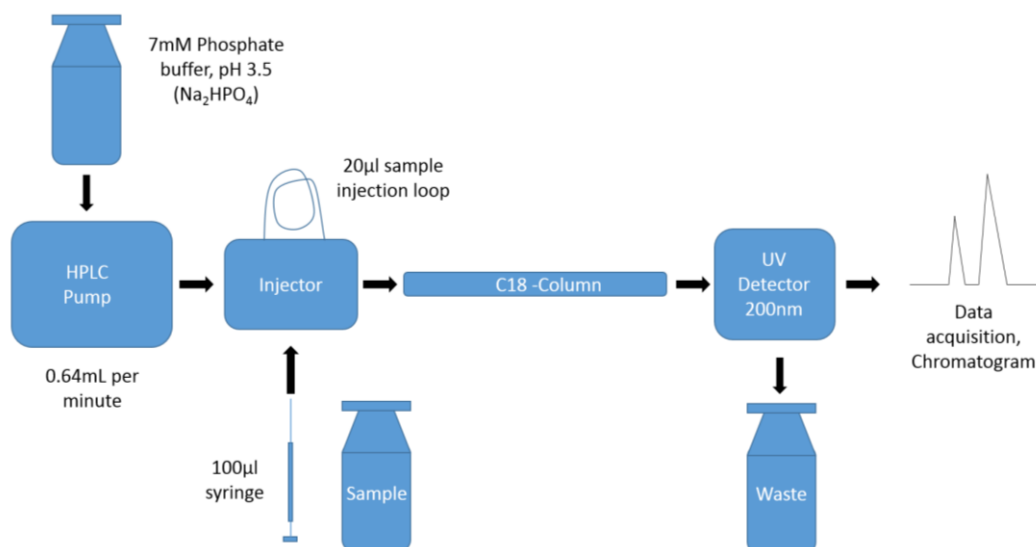 7mM Phosphate
buffer, pH 3.5
(Na₂HPO₄)
20µl sample
injection loop
HPLC
Pump
Injector
C18 -Column
UV
Detector
200nm
Data
acquisition,
Chromatogram
0.64mL per
minute
100µl
syringe
Sample
Waste